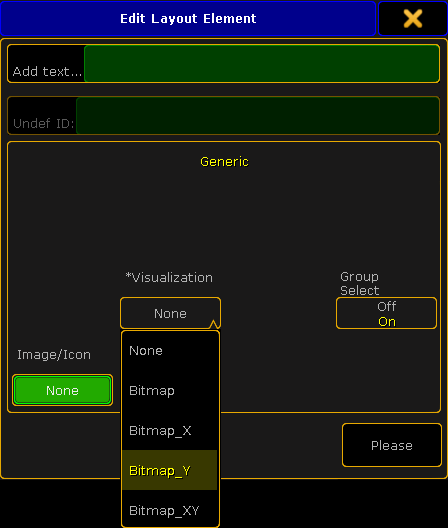 Edit Layout Element
Add text...
Undef ID:
Generic
*Visualization
None
Group
Select
Off
On
Image/Icon
None
None
Bitmap
Bitmap_X
Bitmap_Y
Bitmap_XY
Please